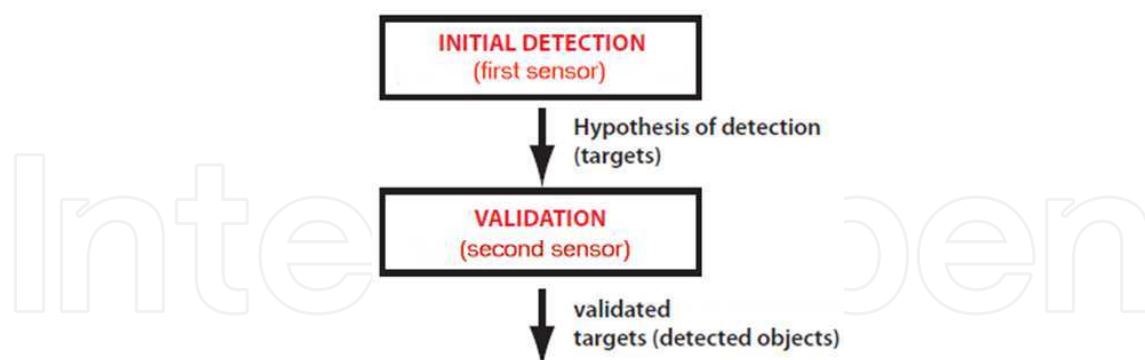 INITIAL DETECTION
(first sensor)
Hypothesis of detection
(targets)
VALIDATION
(second sensor)
validated
targets (detected objects)